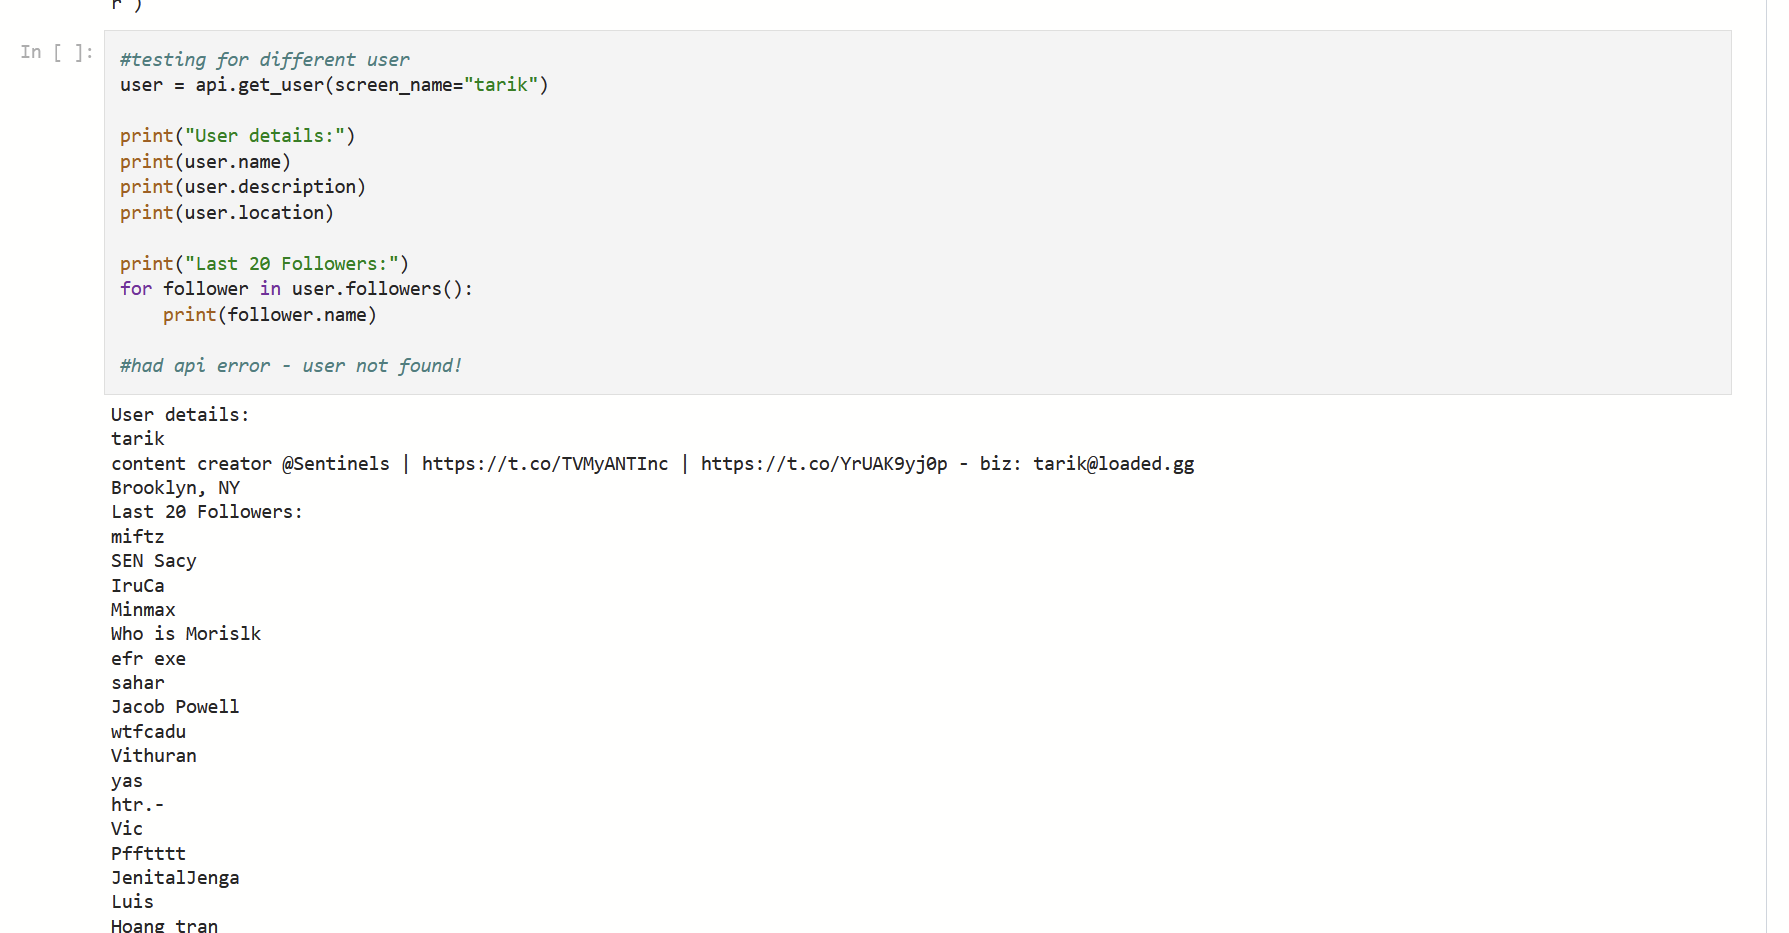 r )
In [ ]:
#testing for different user
user = api.get_user(screen_name="tarik")
print("User details:")
print(user.name)
print(user.description)
print(user.location)
print("Last 20 Followers:")
for follower in user.followers():
    print(follower.name)
#had api error - user not found!
User details:
tarik
content creator @Sentinels | https://t.co/TVMyANTInc | https://t.co/YrUAK9yj0p - biz: tarik@loaded.gg
Brooklyn, NY
Last 20 Followers:
miftz
SEN Sacy
IruCa
Minmax
Who is Morislk
efr exe
sahar
Jacob Powell
wtfcadu
Vithuran
yas
htr.-
Vic
Pfftttt
JenitalJenga
Luis
Hoang tran